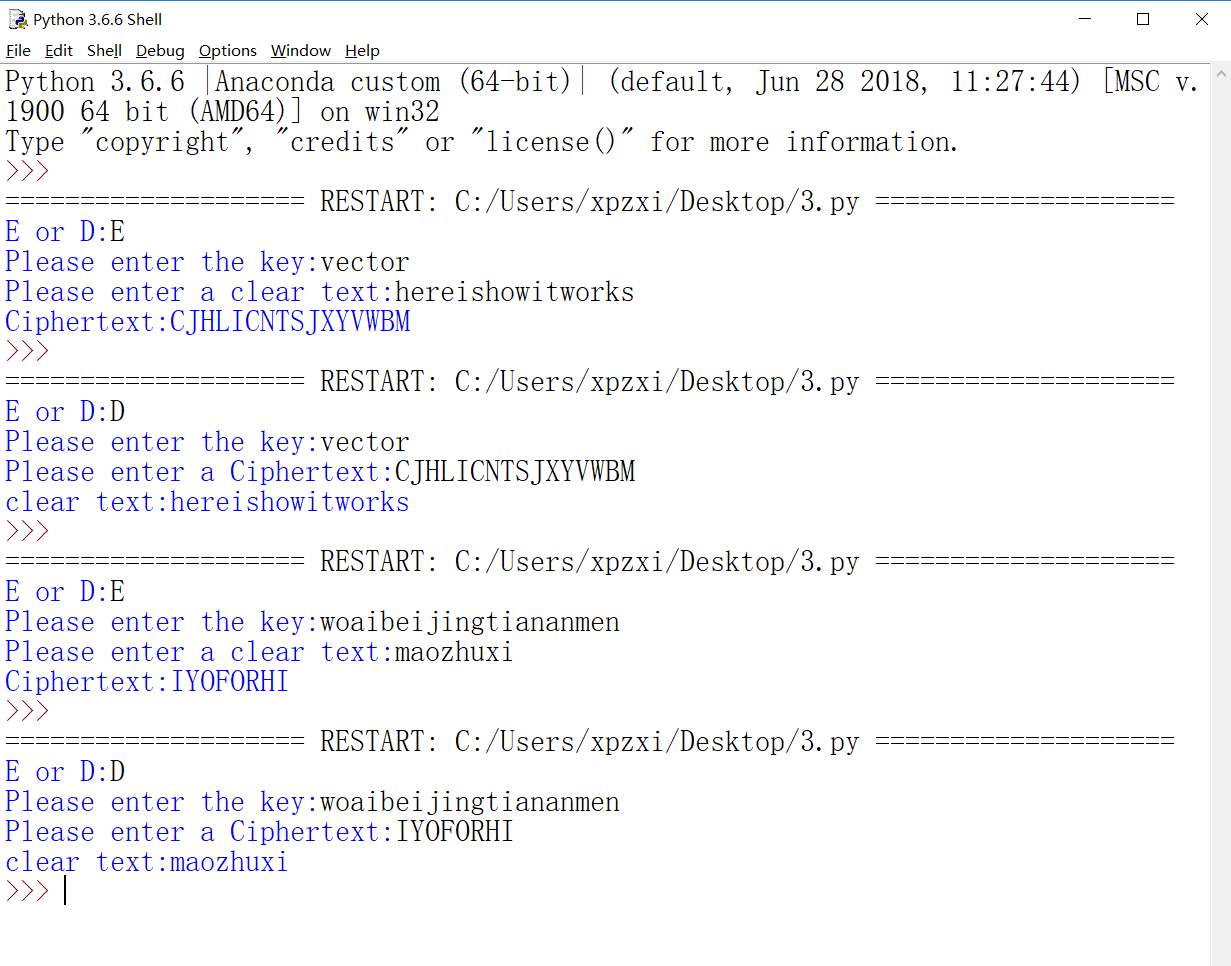 Python 3.6.6 Shell
File Edit Shell Debug Options Window Help
Python 3.6.6 |Anaconda custom (64-bit)| (default, Jun 28 2018, 11:27:44) [MSC v.
1900 64 bit (AMD64)] on win32
Type "copyright", "credits" or "license()" for more information.
>>>
==================== RESTART: C:/Users/xpzxi/Desktop/3.py ====================
E or D:E
Please enter the key:vector
Please enter a clear text:hereishowitworks
Ciphertext:CJHLICNTSJXYVWBM
>>>
==================== RESTART: C:/Users/xpzxi/Desktop/3.py ====================
E or D:D
Please enter the key:vector
Please enter a Ciphertext:CJHLICNTSJXYVWBM
clear text:hereishowitworks
>>>
==================== RESTART: C:/Users/xpzxi/Desktop/3.py ====================
E or D:E
Please enter the key:woaibeijingtiananmen
Please enter a clear text:maozhuxi
Ciphertext:IYOFORHI
>>>
==================== RESTART: C:/Users/xpzxi/Desktop/3.py ====================
E or D:D
Please enter the key:woaibeijingtiananmen
Please enter a Ciphertext:IYOFORHI
clear text:maozhuxi
>>>